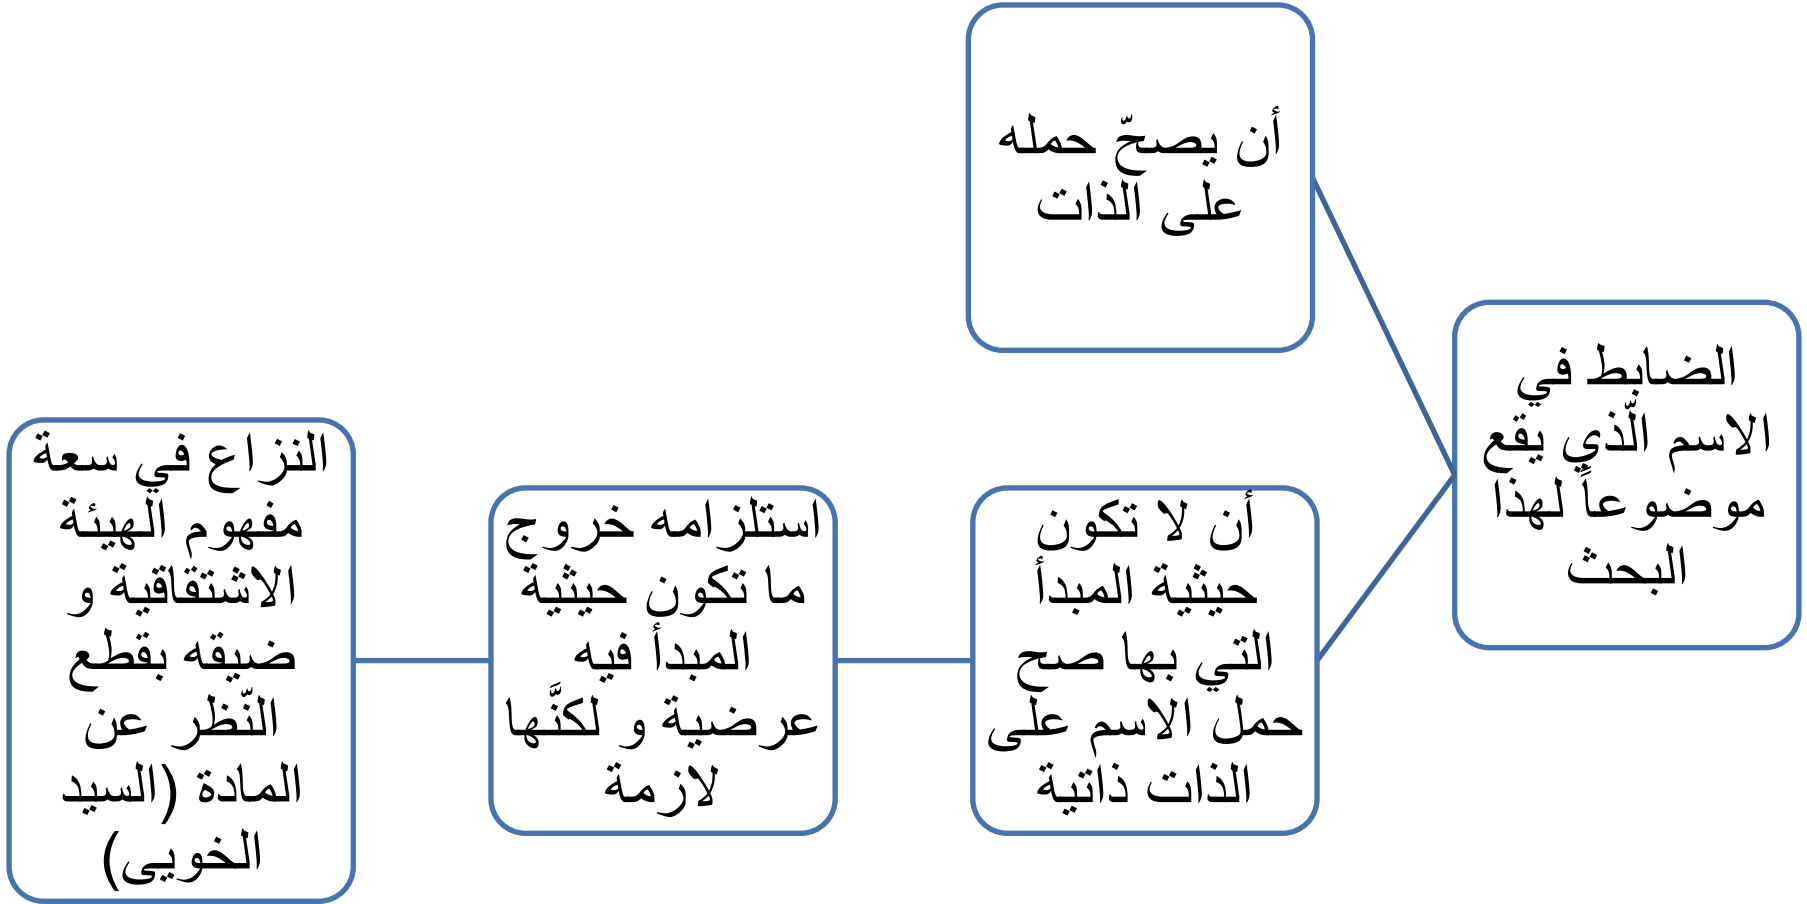 الضابط في
الاسم الّذي يقع
موضوعاً لهذا
البحث
أن يصحّ حمله
على الذات
أن لا تكون
حيثية المبدأ
التي بها صح
حمل الاسم على
الذات ذاتية
استلزامه خروج
ما تكون حيثية
المبدأ فيه
عرضية و لكنَّها
لازمة
النزاع في سعة
مفهوم الهيئة
الاشتقاقية و
ضيقه بقطع
النّظر عن
المادة (السيد
الخويى)